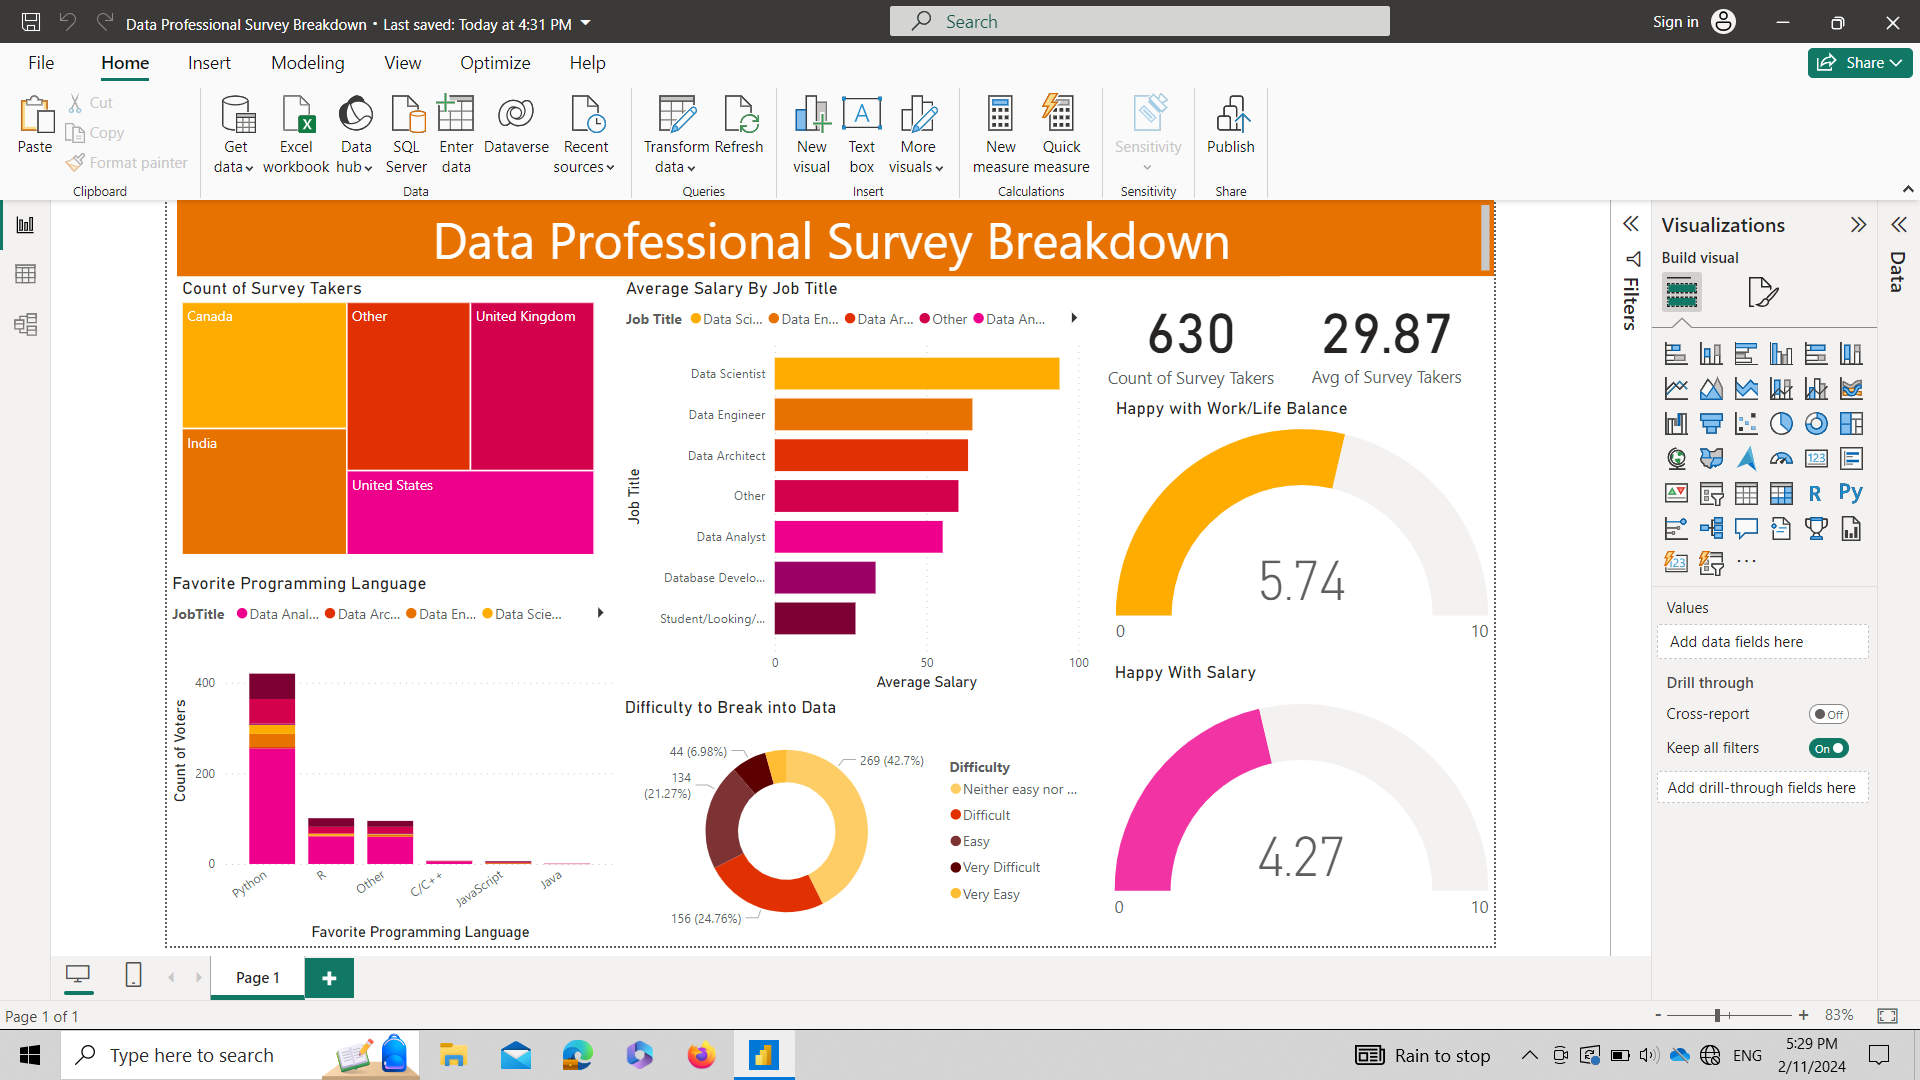 Data Professional Survey Breakdown • Last saved: Today at 4:31 PM
Search
Sign in
File
Home
Insert
Modeling
View
Optimize
Help
Share
Paste
Cut
Copy
Format painter
Clipboard
Get data
Excel workbook
Data hub
SQL Server
Enter data
Dataverse
Recent sources
Data
Transform data
Refresh
Queries
New visual
Text box
A
More visuals
Insert
New measure
Quick measure
Calculations
Sensitivity
Sensitivity
Publish
Share
Data Professional Survey Breakdown
Count of Survey Takers
Canada
Other
United Kingdom
India
United States
Average Salary By Job Title
Job Title
Data Sci...
Data En...
Data Ar...
Other
Data An...
Job Title
Data Scientist
Data Engineer
Data Architect
Other
Data Analyst
Database Develo...
Student/Looking/...
0
50
100
Average Salary
630
Count of Survey Takers
29.87
Avg of Survey Takers
Happy with Work/Life Balance
5.74
0
10
Favorite Programming Language
JobTitle
Data Anal...
Data Arc...
Data En...
Data Scie...
Count of Voters
400
200
0
Python
R
Other
C/C++
JavaScript
Java
Favorite Programming Language
Difficulty to Break into Data
44 (6.98%)
269 (42.7%)
134
(21.27%)
156 (24.76%)
Difficulty
Neither easy nor ...
Difficult
Easy
Very Difficult
Very Easy
Happy With Salary
4.27
0
10
Filters
Visualizations
Build visual
123
R
Py
123
Values
Add data fields here
Drill through
Cross-report
Off
Keep all filters
On
Add drill-through fields here
Data
Page 1
Page 1 of 1
- + 83%
Type here to search
Rain to stop
ENG
5:29 PM
2/11/2024